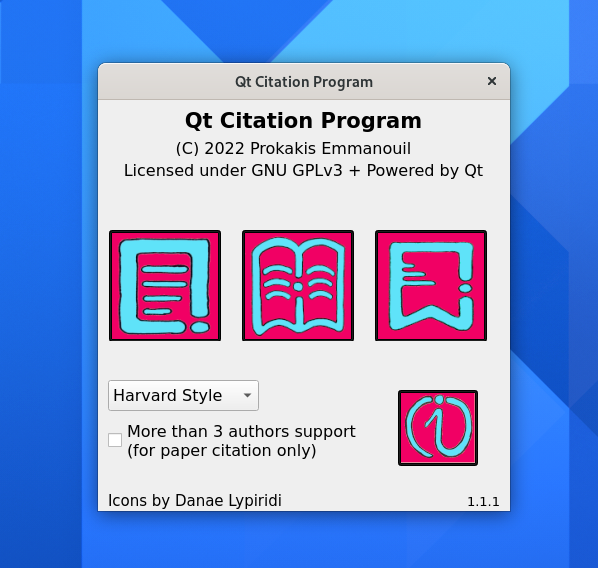 Qt Citation Program
Qt Citation Program
(C) 2022 Prokakis Emmanouil
Licensed under GNU GPLv3 + Powered by Qt
Harvard Style
More than 3 authors support
(for paper citation only)
i
Icons by Danae Lypiridi
1.1.1